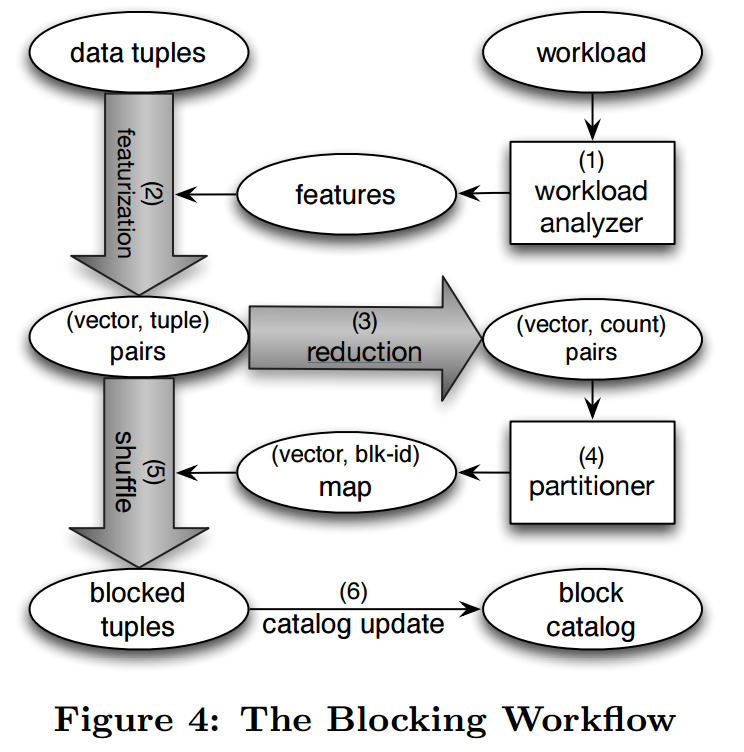 data tuples
workload
(2)
featurization
features
(1)
workload
analyzer
(vector, tuple)
pairs
(3)
reduction
(vector, count)
pairs
(5)
shuffle
(vector, blk-id)
map
(4)
partitioner
blocked
tuples
(6)
catalog update
block
catalog
Figure 4: The Blocking Workflow